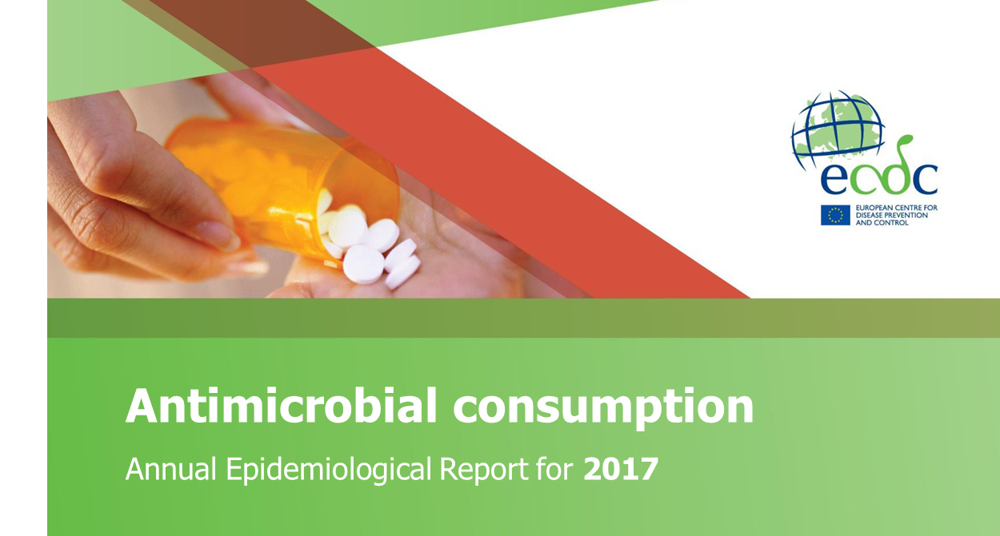 ecdc
EUROPEAN CENTRE FOR
DISEASE PREVENTION
AND CONTROL
Antimicrobial consumption
Annual Epidemiological Report for 2017